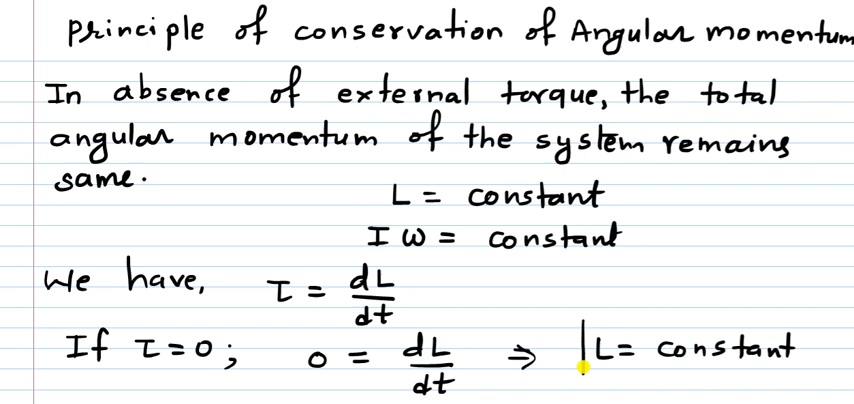 principle of conservation of Angular momentum
In absence of external torque, the total
angular momentum of the system remains
same.
L = constant
I ω = constant
We have, τ = dL/dt
If τ = 0 ; 0 = dL/dt ⇒ L = constant